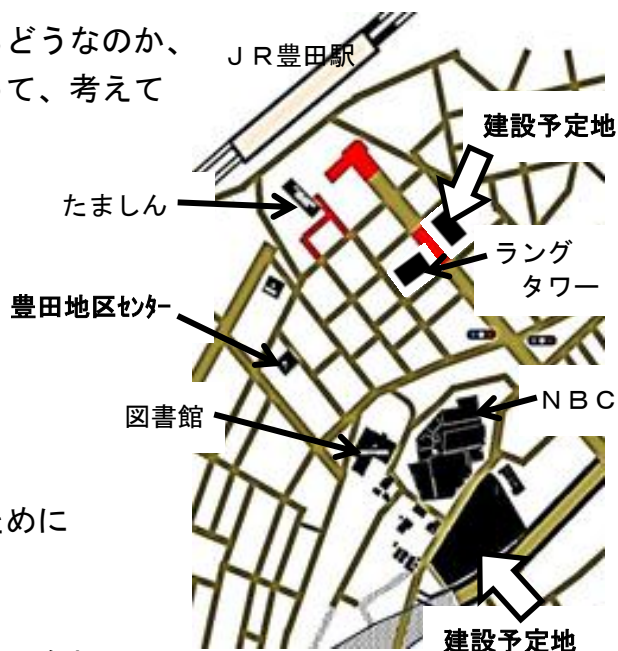 どうなのか、
って、考えて
ＪＲ豊田駅
建設予定地
たましん
ラング
タワー
豊田地区ｾﾝﾀｰ
ＮＢＣ
図書館
ために
建設予定地